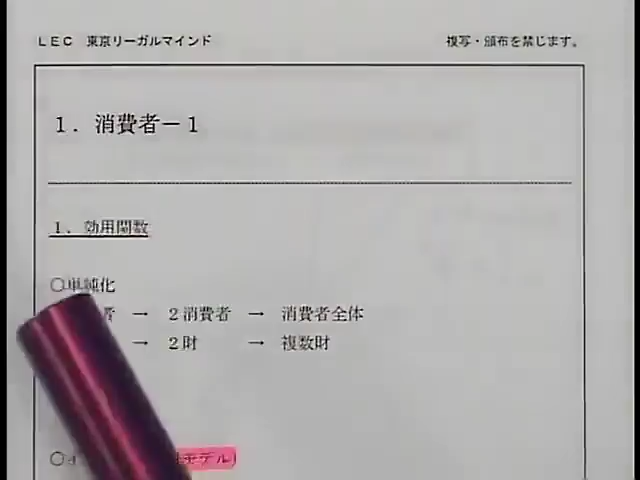 LEC 東京リーガルマインド
複写・頒布を禁じます。
1．消費者－1
1．効用関数
○単純化
者 → 2消費者 → 消費者全体
→ 2財 → 複数財
○
モデル）